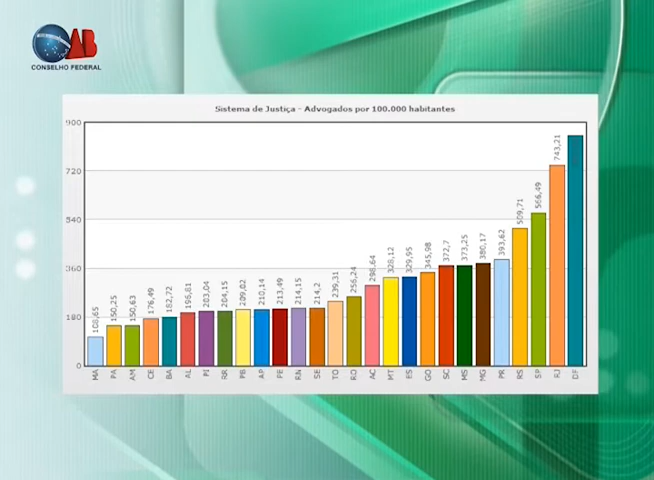 OAB
CONSELHO FEDERAL
Sistema de Justiça - Advogados por 100.000 habitantes
900
720
540
360
180
0
108,65
150,25
150,63
176,49
182,72
196,81
203,04
204,15
209,82
210,14
213,49
214,15
214,2
239,31
256,24
298,64
328,12
329,95
345,98
372,7
373,25
380,17
393,62
509,71
566,49
743,21
MA
PA
AM
CE
BA
AL
PI
RR
PB
AP
PE
RN
SE
TO
RO
AC
MT
ES
GO
SC
MS
MG
PR
RS
SP
RJ
DF